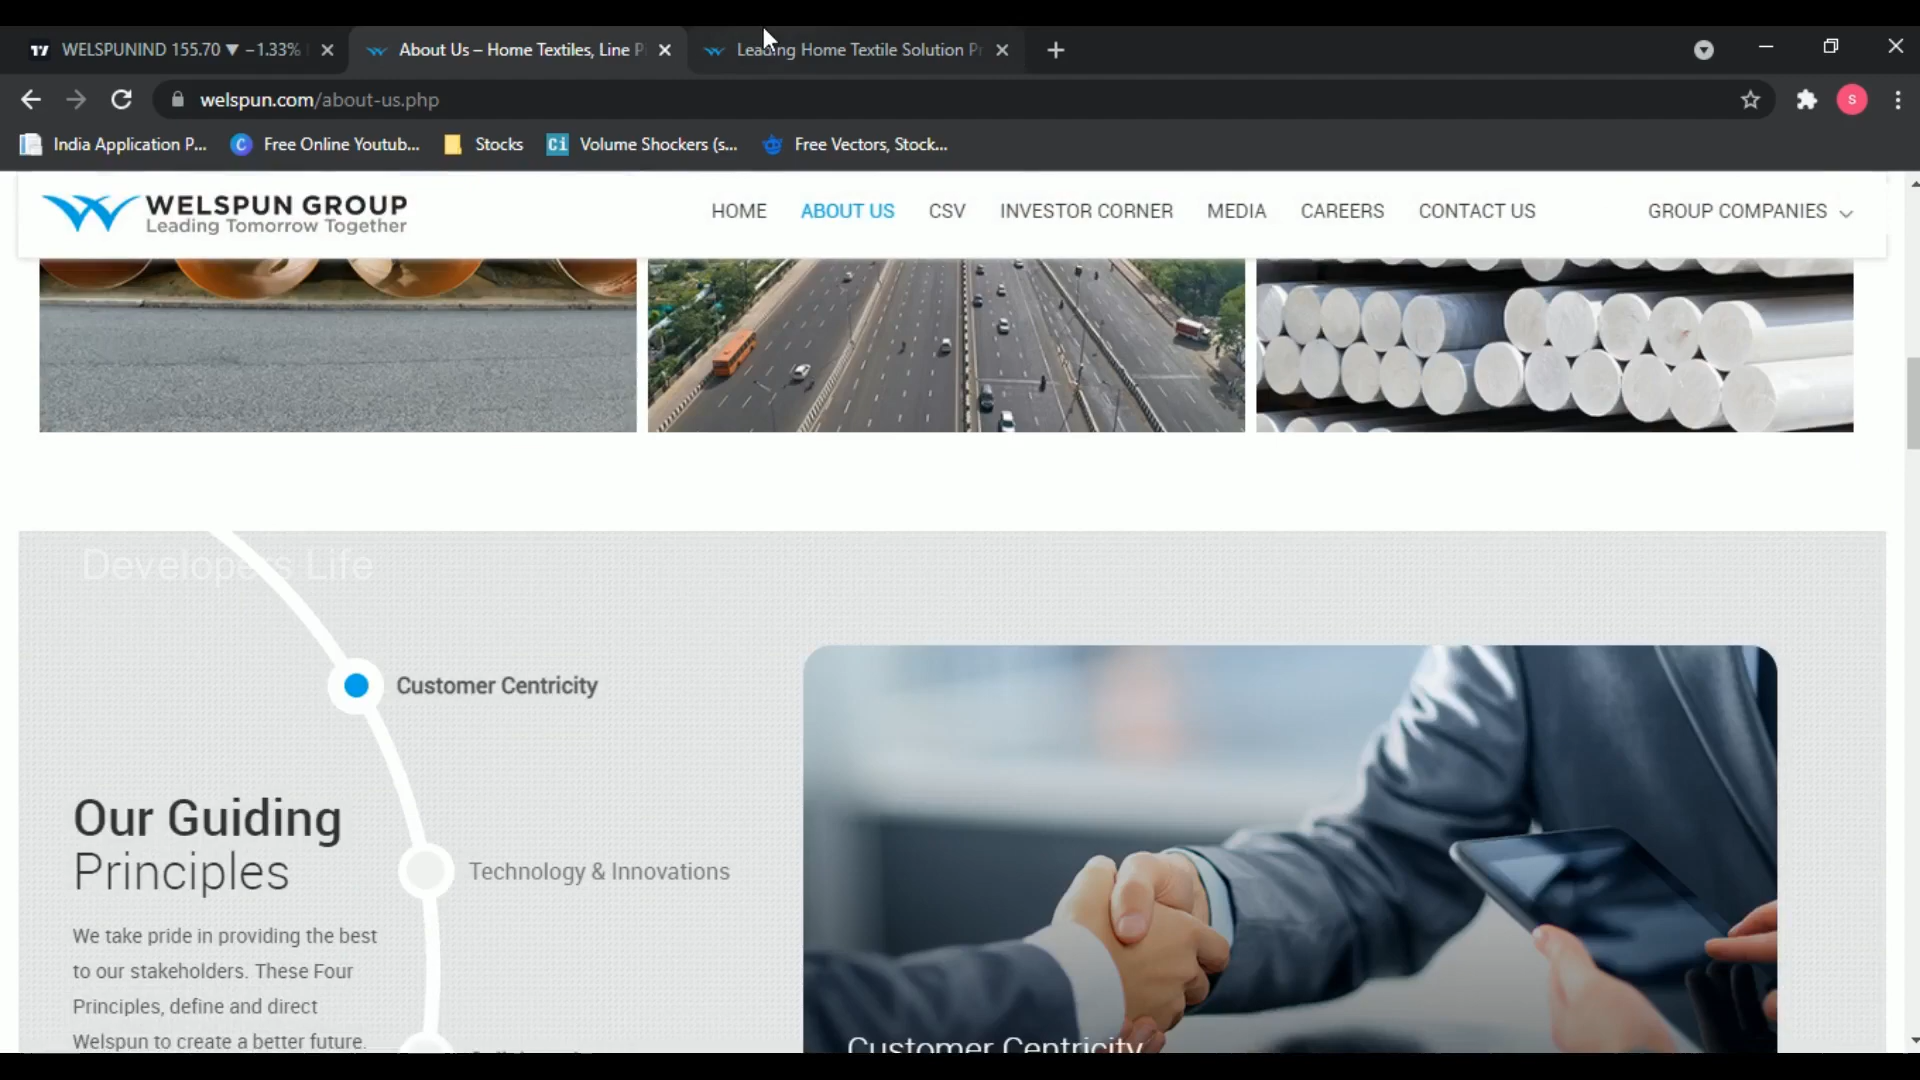 WELSPUNIND 155.70 ▼ −1.33%
About Us – Home Textiles, Line P
Leading Home Textile Solution Pr
welspun.com/about-us.php
S
India Application P...
Free Online Youtub...
Stocks
Ci Volume Shockers (s...
Free Vectors, Stock...
WELSPUN GROUP
Leading Tomorrow Together
HOME
ABOUT US
CSV
INVESTOR CORNER
MEDIA
CAREERS
CONTACT US
GROUP COMPANIES
Developers Life
Customer Centricity
Our Guiding
Principles
Technology & Innovations
We take pride in providing the best
to our stakeholders. These Four
Principles, define and direct
Welspun to create a better future.
Customer Centricity